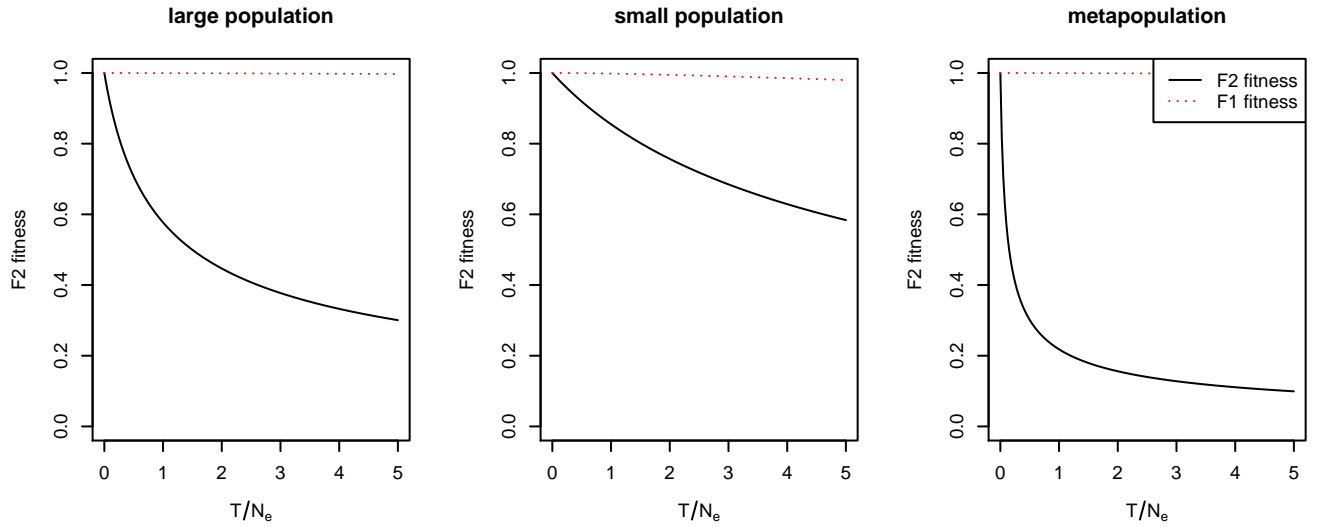 large population
F2 fitness
0.0 0.2 0.4 0.6 0.8 1.0
0 1 2 3 4 5
T/Ne
small population
F2 fitness
0.0 0.2 0.4 0.6 0.8 1.0
0 1 2 3 4 5
T/Ne
metapopulation
F2 fitness
0.0 0.2 0.4 0.6 0.8 1.0
0 1 2 3 4 5
T/Ne
F2 fitness
F1 fitness